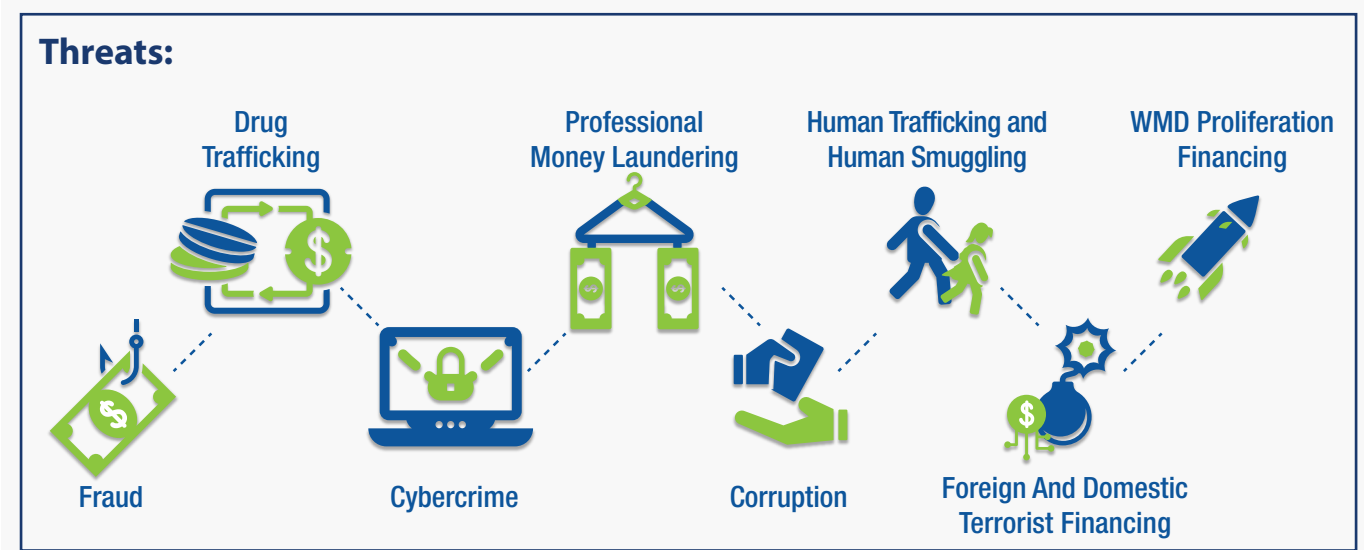 Threats:
Drug
Trafficking
Professional
Money Laundering
Human Trafficking and
Human Smuggling
WMD Proliferation
Financing
$
$
$
Fraud
Cybercrime
Corruption
Foreign And Domestic
Terrorist Financing